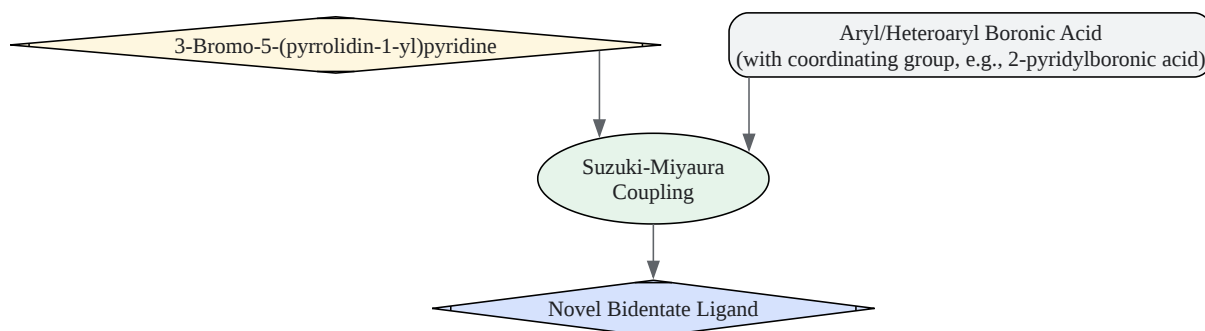 3-Bromo-5-(pyrrolidin-1-yl)pyridine
Aryl/Heteroaryl Boronic Acid
(with coordinating group, e.g., 2-pyridylboronic acid)
Suzuki-Miyaura
Coupling
Novel Bidentate Ligand